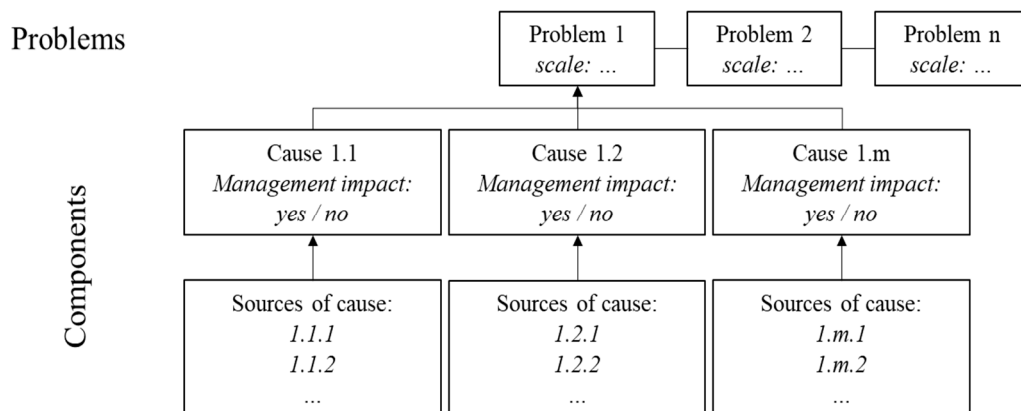 Problems
Problem 1
scale: ...
Problem 2
scale: ...
Problem n
scale: ...
Components
Cause 1.1
Management impact:
yes / no
Cause 1.2
Management impact:
yes / no
Cause 1.m
Management impact:
yes / no
Sources of cause:
1.1.1
1.1.2
...
Sources of cause:
1.2.1
1.2.2
...
Sources of cause:
1.m.1
1.m.2
...